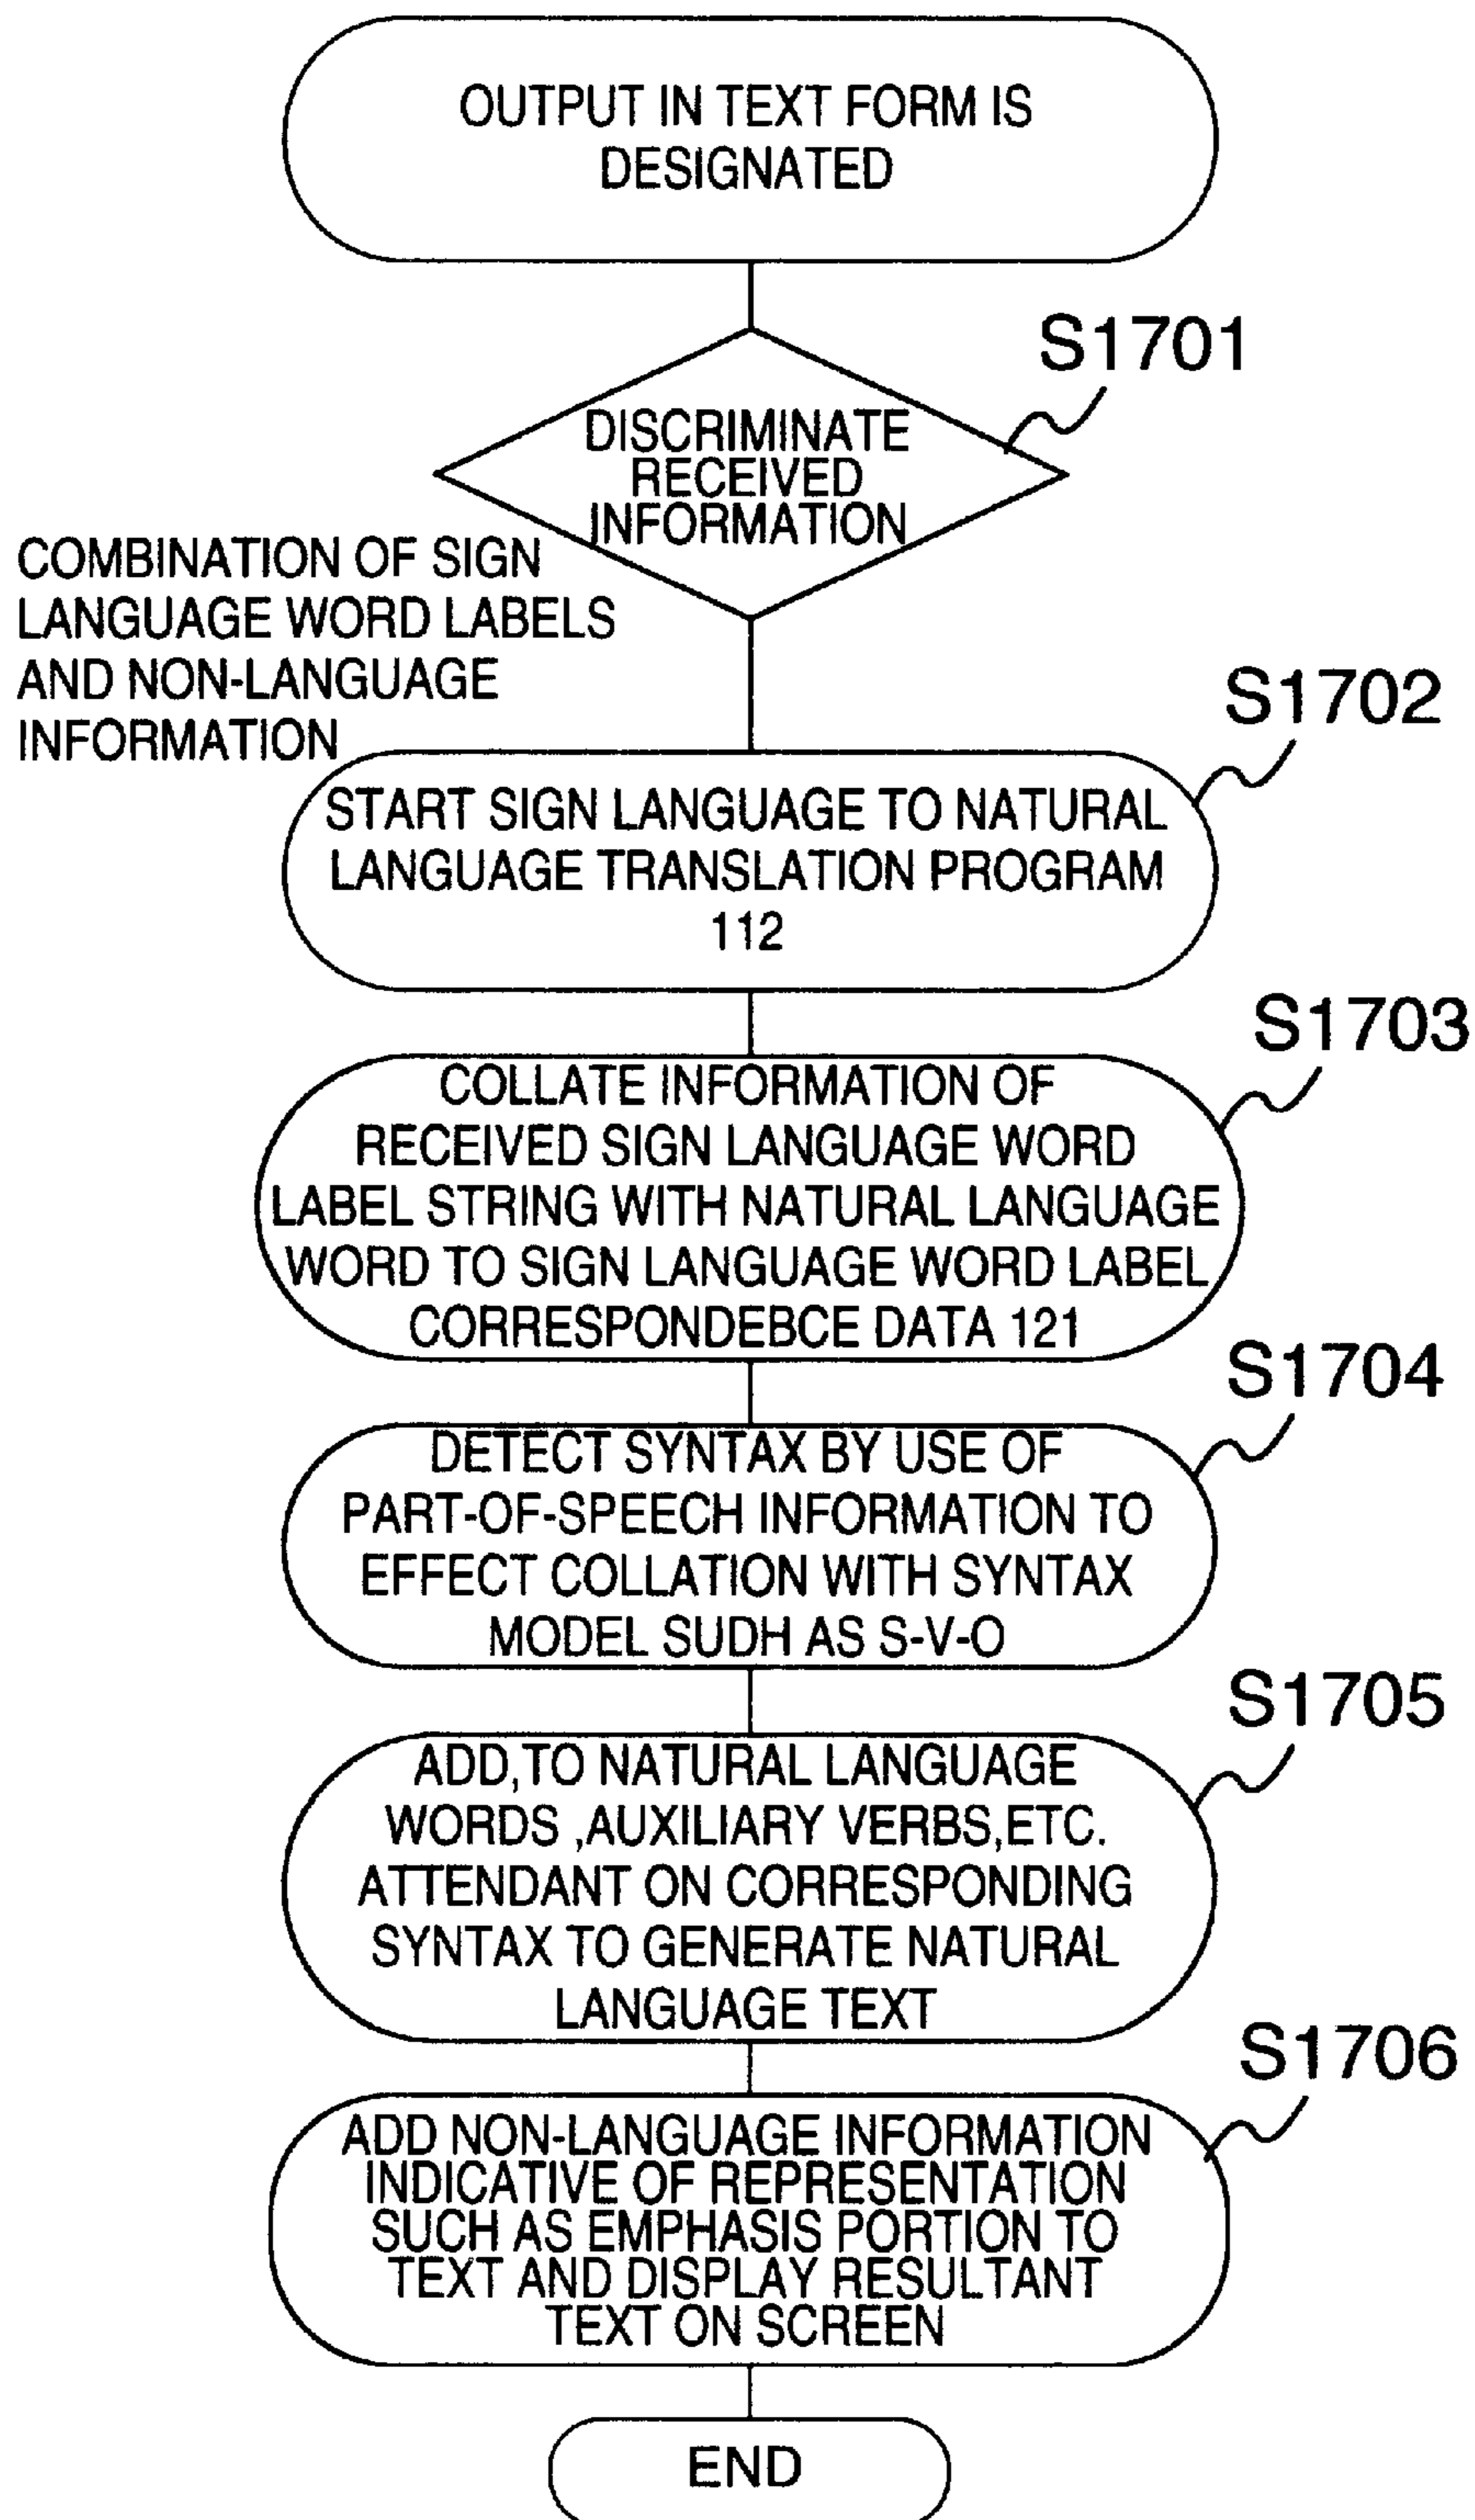 OUTPUT IN TEXT FORM IS
DESIGNATED
S1701
DISCRIMINATE
RECEIVED
INFORMATION
COMBINATION OF SIGN
LANGUAGE WORD LABELS
AND NON-LANGUAGE
INFORMATION
S1702
START SIGN LANGUAGE TO NATURAL
LANGUAGE TRANSLATION PROGRAM
112
S1703
COLLATE INFORMATION OF
RECEIVED SIGN LANGUAGE WORD
LABEL STRING WITH NATURAL LANGUAGE
WORD TO SIGN LANGUAGE WORD LABEL
CORRESPONDEBCE DATA 121
S1704
DETECT SYNTAX BY USE OF
PART-OF-SPEECH INFORMATION TO
EFFECT COLLATION WITH SYNTAX
MODEL SUDH AS S-V-O
S1705
ADD,TO NATURAL LANGUAGE
WORDS ,AUXILIARY VERBS,ETC.
ATTENDANT ON CORRESPONDING
SYNTAX TO GENERATE NATURAL
LANGUAGE TEXT
S1706
ADD NON-LANGUAGE INFORMATION
INDICATIVE OF REPRESENTATION
SUCH AS EMPHASIS PORTION TO
TEXT AND DISPLAY RESULTANT
TEXT ON SCREEN
END